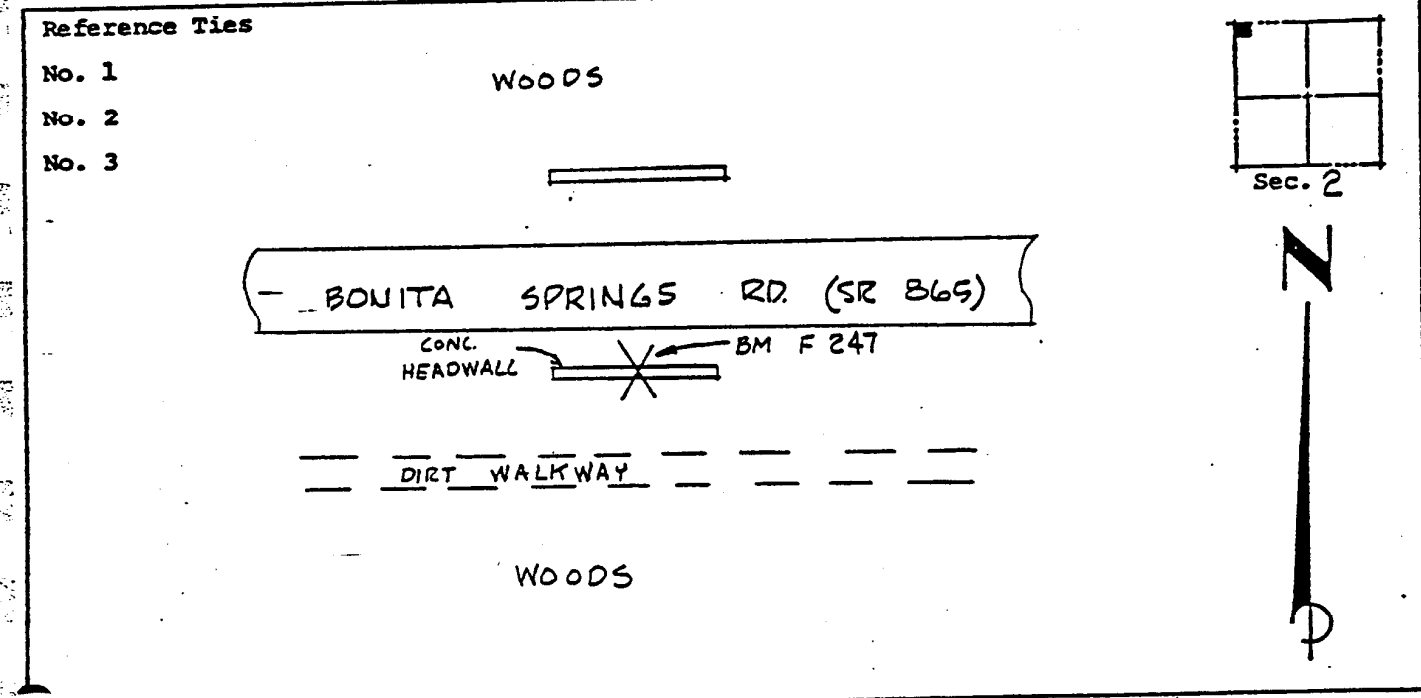 Reference Ties
No. 1
No. 2
No. 3
WOODS
Sec. 2
N
BONITA SPRINGS RD. (SR 865)
CONC.
HEADWALL
BM F 247
DIRT WALKWAY
WOODS